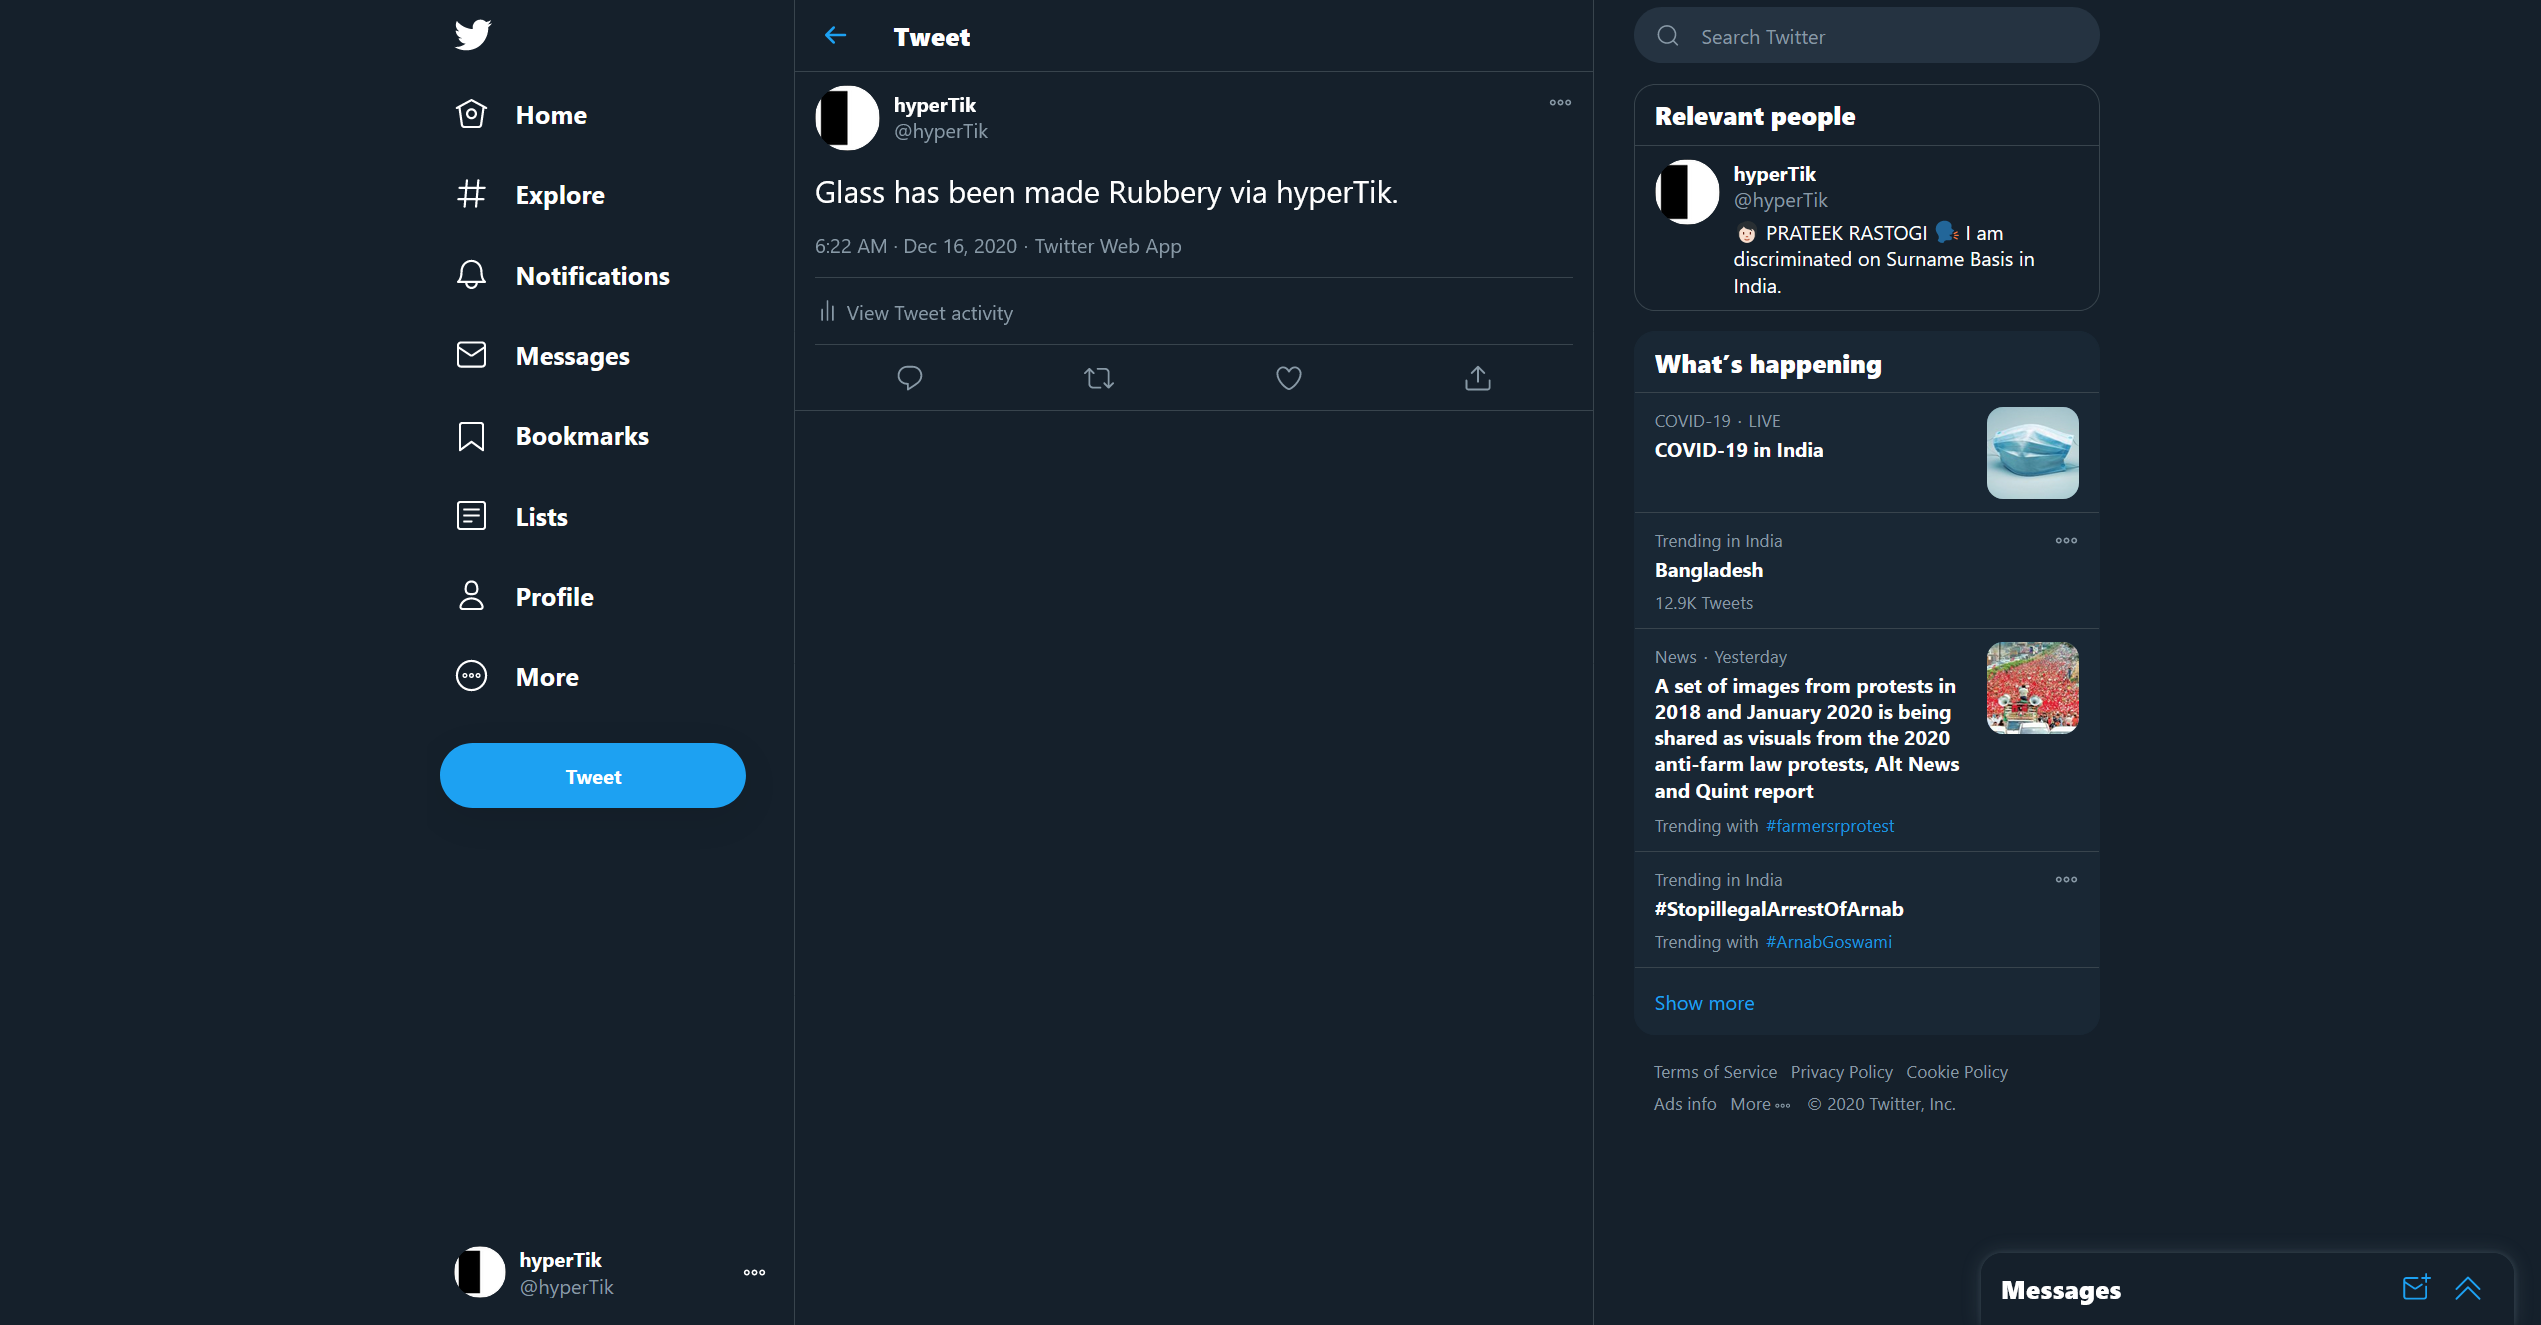 Home
Explore
Notifications
Messages
Bookmarks
Lists
Profile
More
Tweet
hyperTik
@hyperTik
Tweet
hyperTik
@hyperTik
Glass has been made Rubbery via hyperTik.
6:22 AM · Dec 16, 2020 · Twitter Web App
View Tweet activity
Search Twitter
Relevant people
hyperTik
@hyperTik
PRATEEK RASTOGI I am
discriminated on Surname Basis in
India.
What's happening
COVID-19 · LIVE
COVID-19 in India
Trending in India
Bangladesh
12.9K Tweets
News · Yesterday
A set of images from protests in
2018 and January 2020 is being
shared as visuals from the 2020
anti-farm law protests, Alt News
and Quint report
Trending with #farmersrprotest
Trending in India
#StopillegalArrestOfArnab
Trending with #ArnabGoswami
Show more
Terms of Service Privacy Policy Cookie Policy
Ads info More © 2020 Twitter, Inc.
Messages